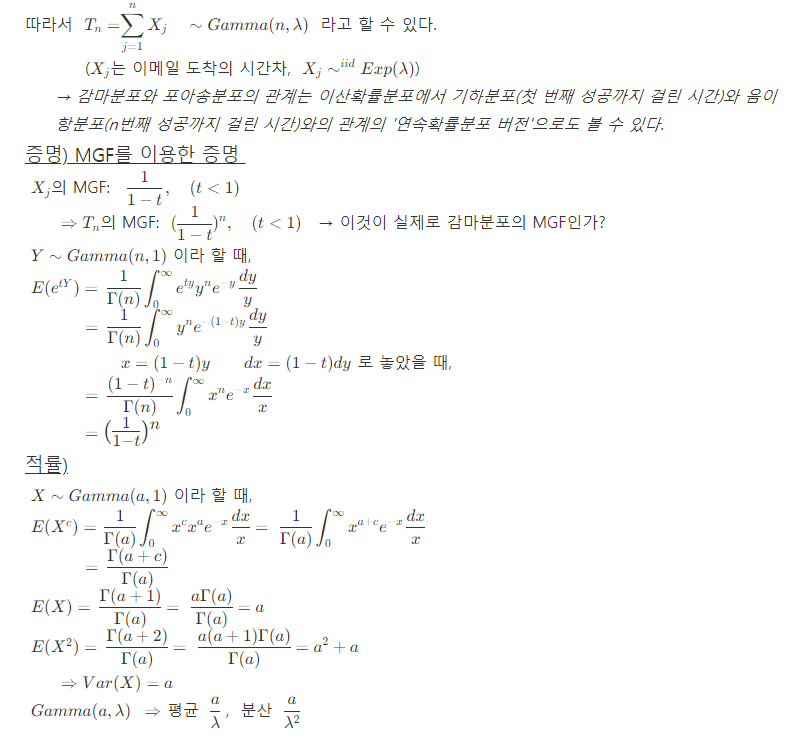 따라서 $T_n = \sum_{j=1}^{n} X_j \quad \sim Gamma(n, \lambda)$ 라고 할 수 있다.
($X_j$는 이메일 도착의 시간차, $X_j \sim^{iid} Exp(\lambda)$)
→ 감마분포와 포아송분포의 관계는 이산확률분포에서 기하분포(첫 번째 성공까지 걸린 시간)와 음이
항분포(n번째 성공까지 걸린 시간)와의 관계의 '연속확률분포 버전'으로도 볼 수 있다.
증명) MGF를 이용한 증명
$X_j$의 MGF: $\frac{1}{1-t}, \quad (t < 1)$
$\Rightarrow T_n$의 MGF: $(\frac{1}{1-t})^n, \quad (t < 1)$ → 이것이 실제로 감마분포의 MGF인가?
$Y \sim Gamma(n, 1)$ 이라 할 때,
$E(e^{tY}) = \frac{1}{\Gamma(n)} \int_0^\infty e^{ty} y^n e^{-y} \frac{dy}{y}$
$= \frac{1}{\Gamma(n)} \int_0^\infty y^n e^{-(1-t)y} \frac{dy}{y}$
$x = (1-t)y \quad dx = (1-t)dy$ 로 놓았을 때,
$= \frac{(1-t)^{-n}}{\Gamma(n)} \int_0^\infty x^n e^{-x} \frac{dx}{x}$
$= (\frac{1}{1-t})^n$
적률)
$X \sim Gamma(a, 1)$ 이라 할 때,
$E(X^c) = \frac{1}{\Gamma(a)} \int_0^\infty x^c x^a e^{-x} \frac{dx}{x} = \frac{1}{\Gamma(a)} \int_0^\infty x^{a+c} e^{-x} \frac{dx}{x}$
$= \frac{\Gamma(a+c)}{\Gamma(a)}$
$E(X) = \frac{\Gamma(a+1)}{\Gamma(a)} = \frac{a\Gamma(a)}{\Gamma(a)} = a$
$E(X^2) = \frac{\Gamma(a+2)}{\Gamma(a)} = \frac{a(a+1)\Gamma(a)}{\Gamma(a)} = a^2 + a$
$\Rightarrow Var(X) = a$
$Gamma(a, \lambda) \Rightarrow$ 평균 $\frac{a}{\lambda}$, 분산 $\frac{a}{\lambda^2}$